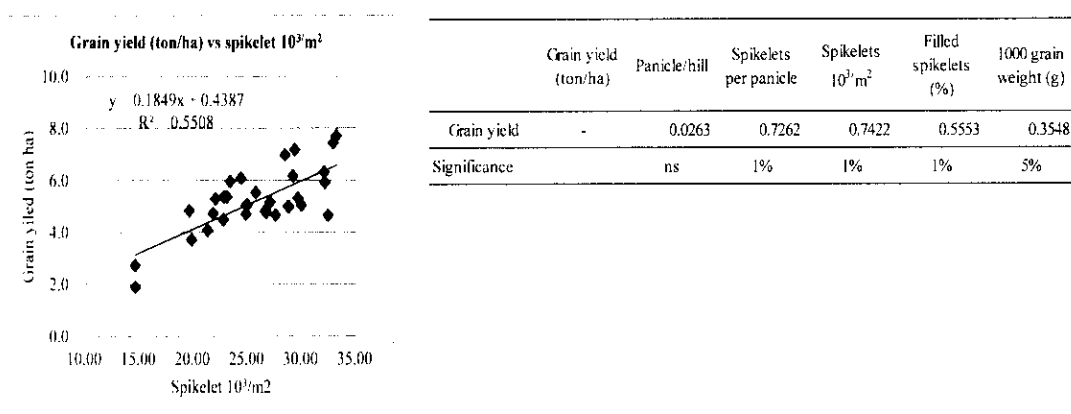 Grain yield (ton/ha) vs spikelet 10³/m²
10.0
y 0.1849x + 0.4387
R² 0.5508
8.0
6.0
4.0
2.0
0.0
Grain yiled (ton ha)
10.00 15.00 20.00 25.00 30.00 35.00
Spikelet 10³/m2
Grain yield (ton/ha) Panicle/hill Spikelets per panicle Spikelets 10³/m² Filled spikelets (%) 1000 grain weight (g)
Grain yield - 0.0263 0.7262 0.7422 0.5553 0.3548
Significance ns 1% 1% 1% 5%